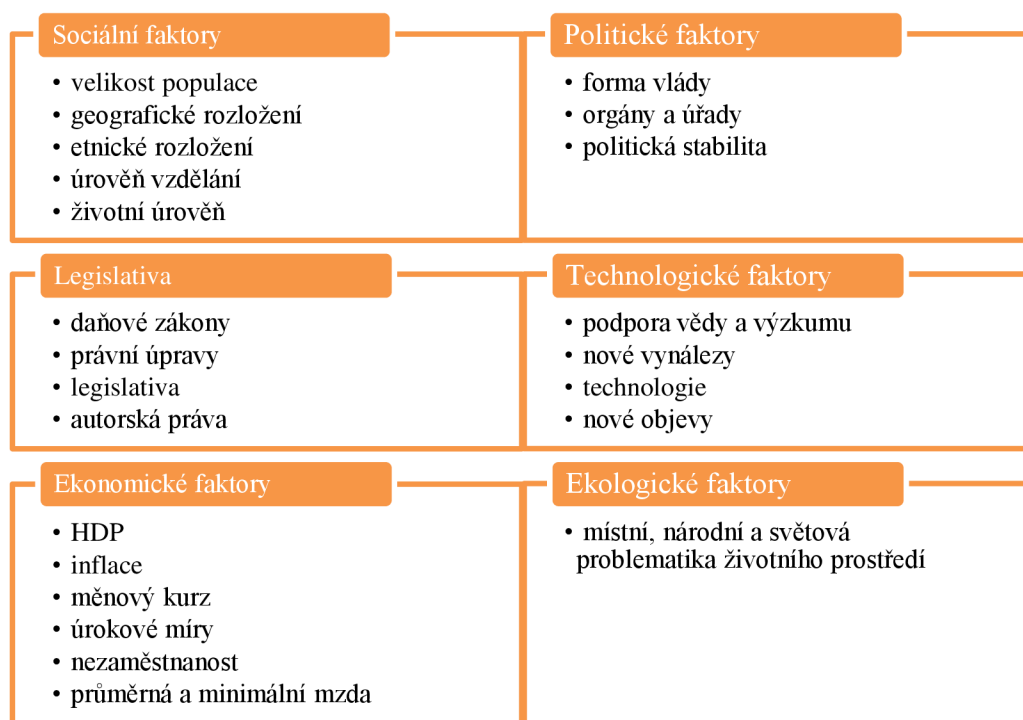 Sociální faktory
• velikost populace
• geografické rozložení
• etnické rozložení
• úrověň vzdělání
• životní úrověň
Politické faktory
• forma vlády
• orgány a úřady
• politická stabilita
Legislativa
• daňové zákony
• právní úpravy
• legislativa
• autorská práva
Technologické faktory
• podpora vědy a výzkumu
• nové vynálezy
• technologie
• nové objevy
Ekonomické faktory
• HDP
• inflace
• měnový kurz
• úrokové míry
• nezaměstnanost
• průměrná a minimální mzda
Ekologické faktory
• místní, národní a světová
problematika životního prostředí